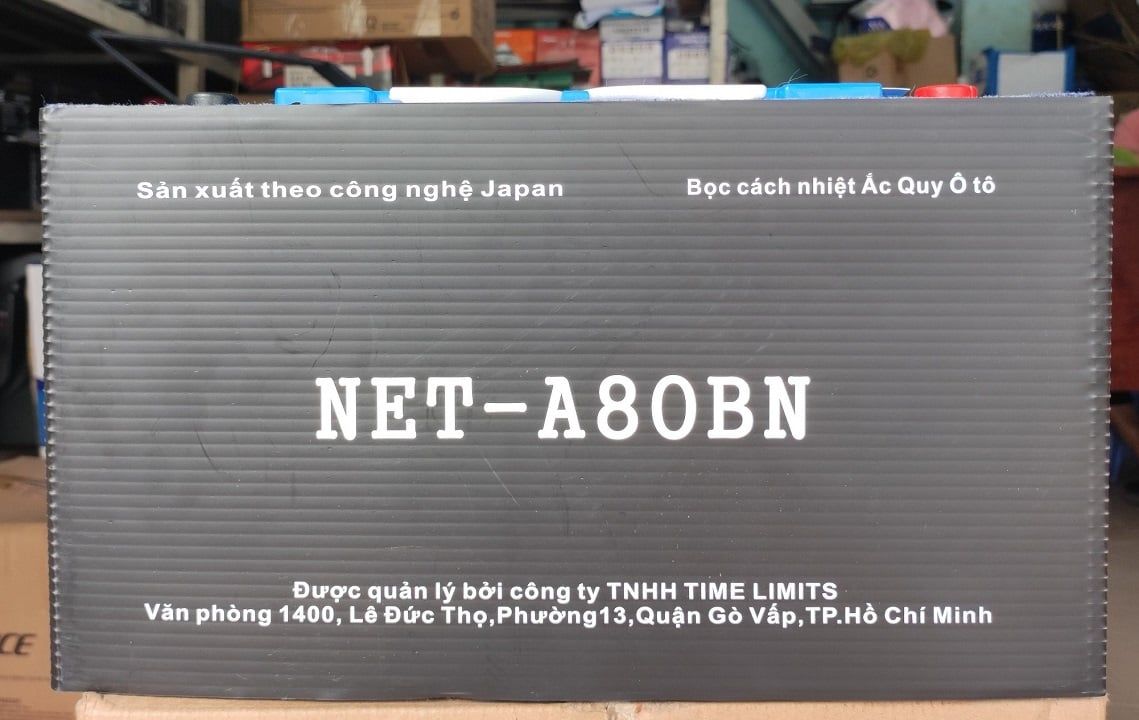 Sản xuất theo công nghệ Japan
Bọc cách nhiệt Ắc Quy Ô tô
NET-A80BN
Được quản lý bởi công ty TNHH TIME LIMITS
Văn phòng 1400, Lê Đức Thọ,Phường13,Quận Gò Vấp,TP.Hồ Chí Minh